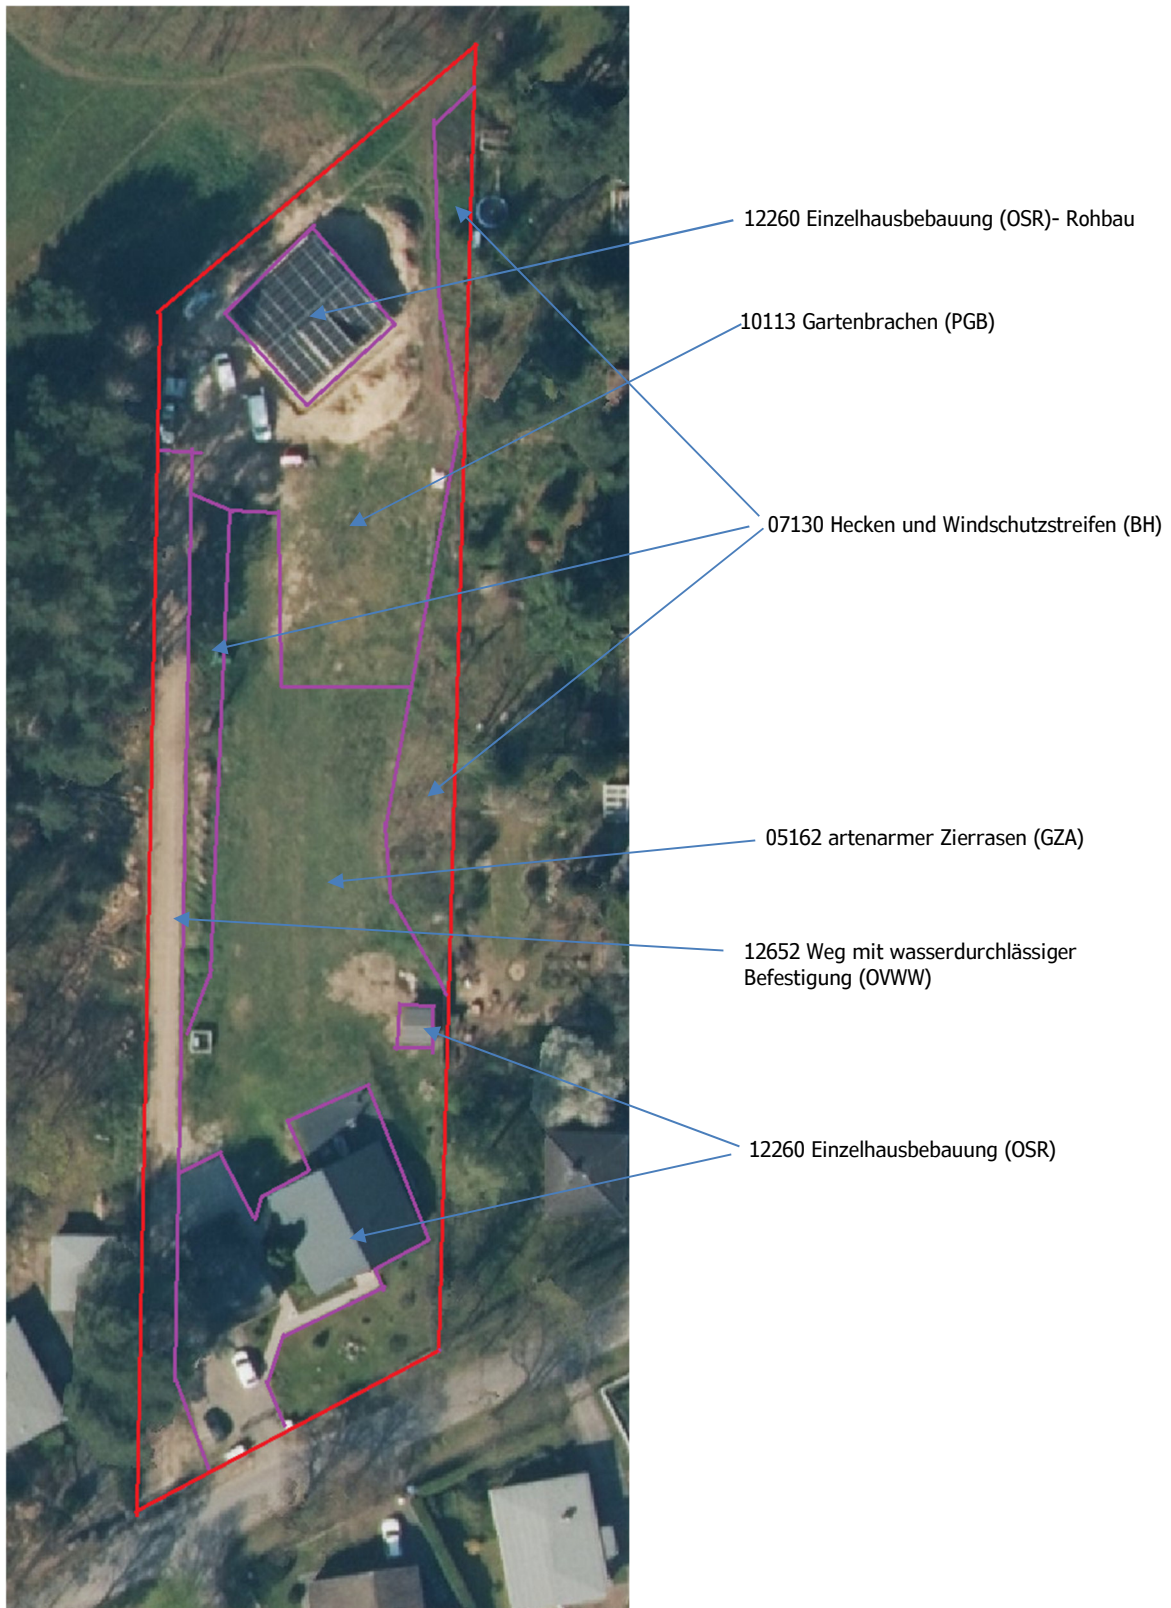 12260 Einzelhausbebauung (OSR)- Rohbau
10113 Gartenbrachen (PGB)
07130 Hecken und Windschutzstreifen (BH)
05162 artenarmer Zierrasen (GZA)
12652 Weg mit wasserdurchlässiger
Befestigung (OVWW)
12260 Einzelhausbebauung (OSR)